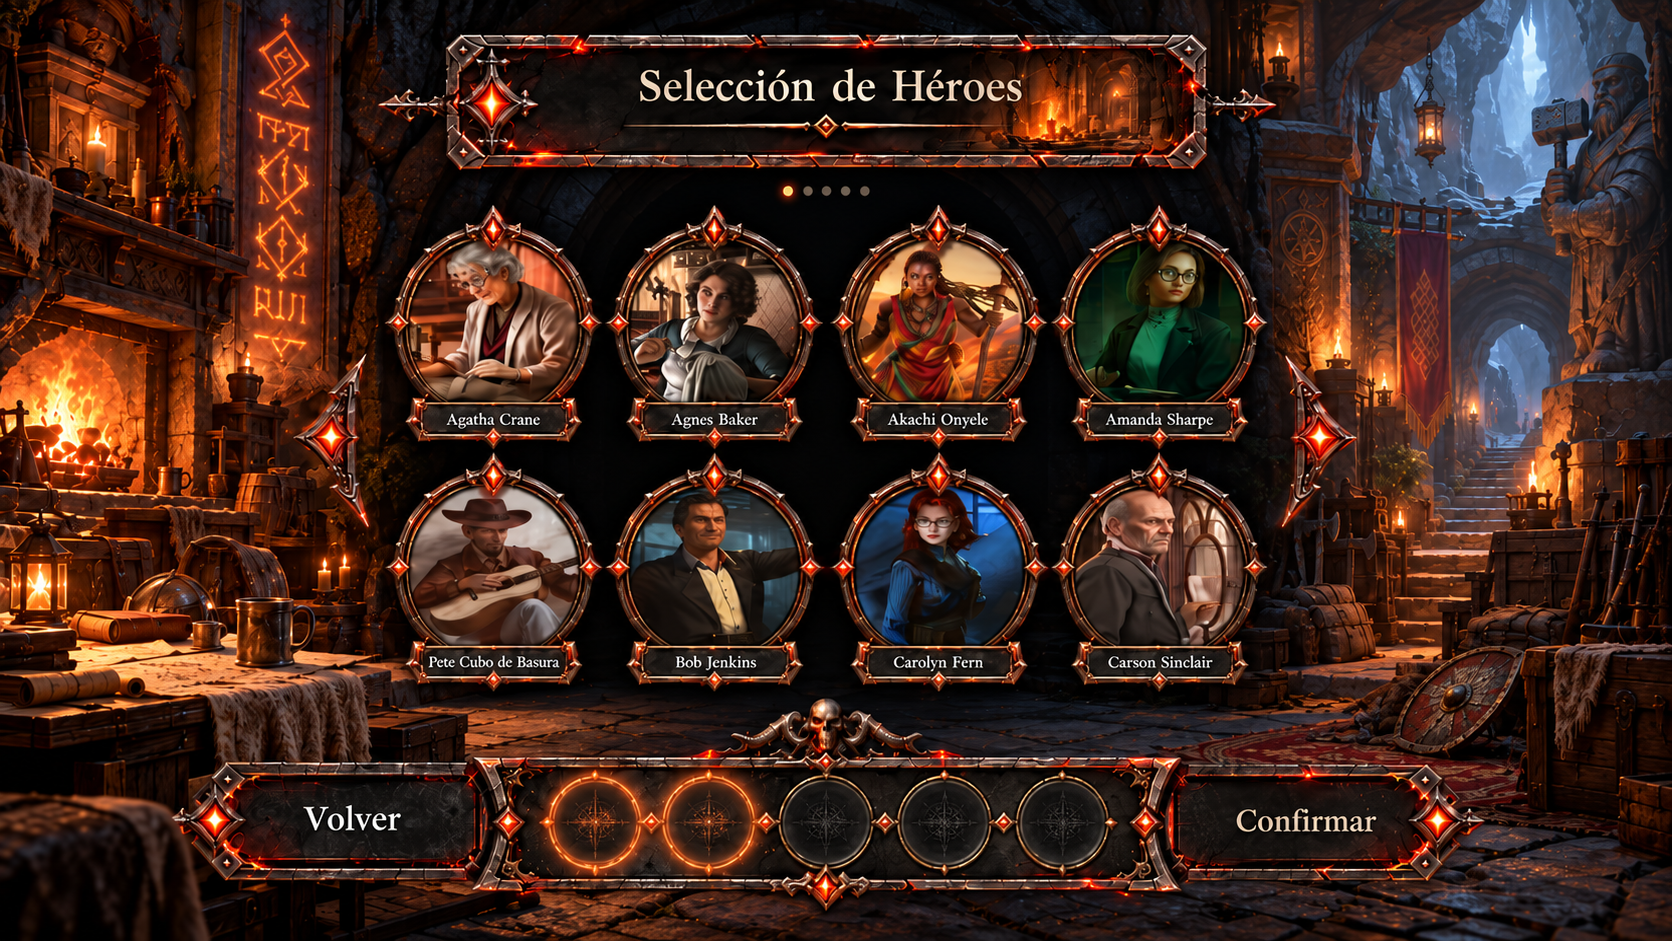 Selección de Héroes
Agatha Crane
Agnes Baker
Akachi Onyele
Amanda Sharpe
Pete Cubo de Basura
Bob Jenkins
Carolyn Fern
Carson Sinclair
Volver
Confirmar